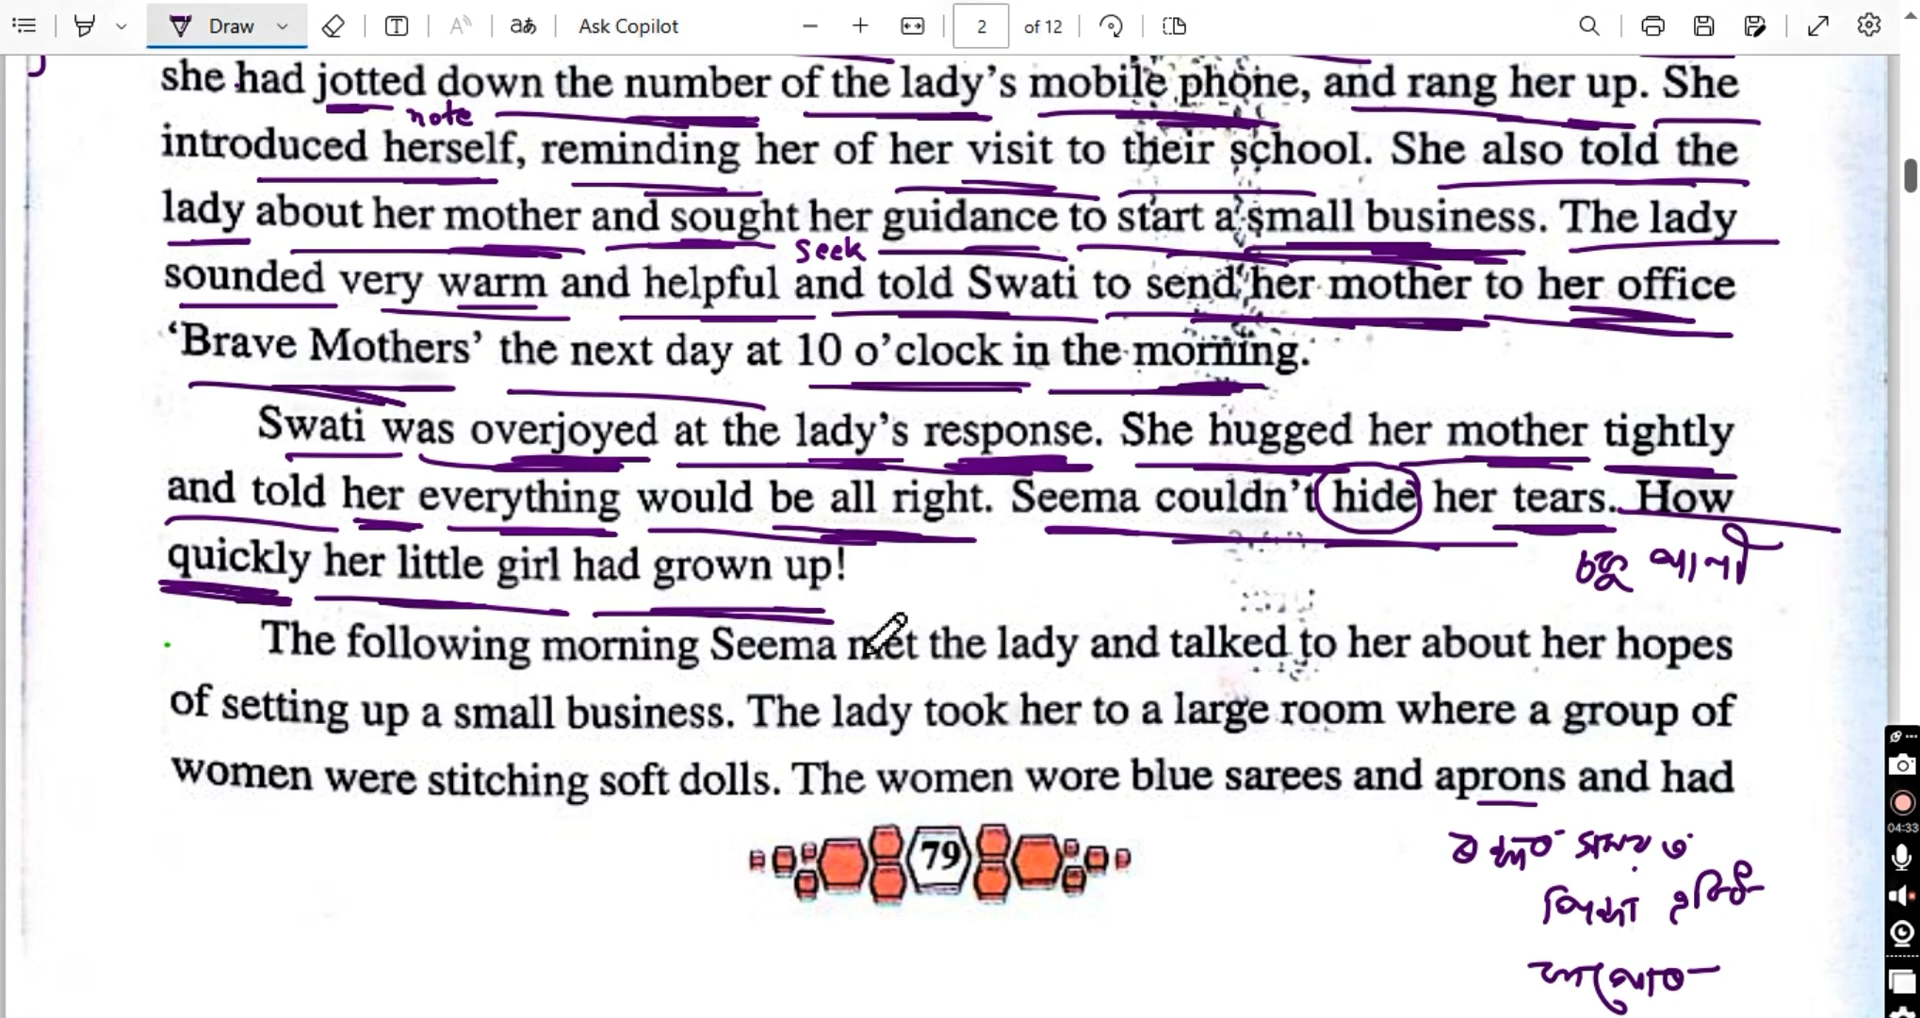 Draw
Ask Copilot
2 of 12
she had jotted down the number of the lady's mobile phone, and rang her up. She
note
introduced herself, reminding her of her visit to their school. She also told the
lady about her mother and sought her guidance to start a small business. The lady
seek
sounded very warm and helpful and told Swati to send her mother to her office
‘Brave Mothers’ the next day at 10 o’clock in the morning.
Swati was overjoyed at the lady’s response. She hugged her mother tightly
and told her everything would be all right. Seema couldn’t hide her tears. How
quickly her little girl had grown up!
The following morning Seema met the lady and talked to her about her hopes
of setting up a small business. The lady took her to a large room where a group of
women were stitching soft dolls. The women wore blue sarees and aprons and had
79
04:33